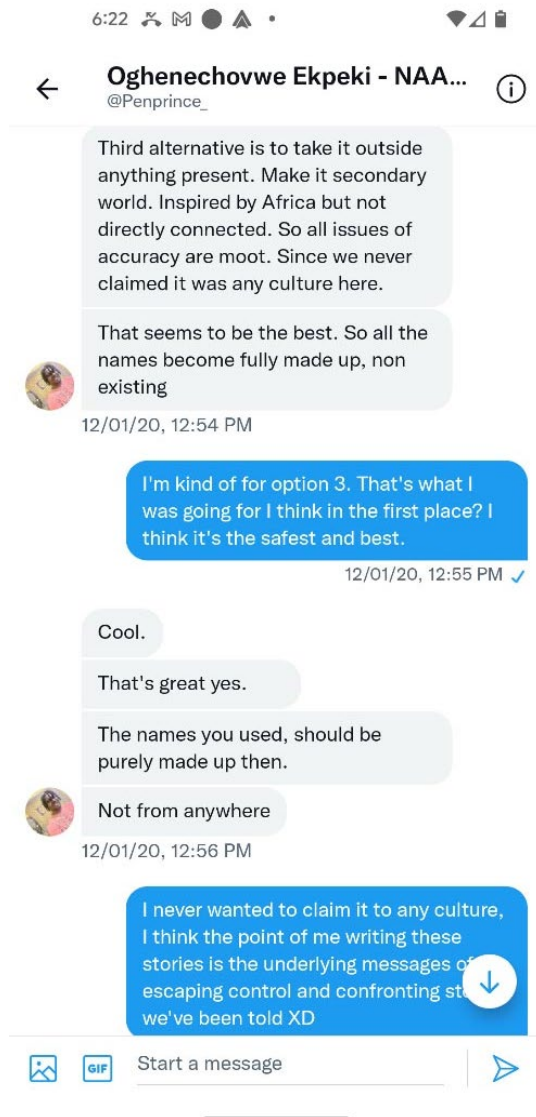 6:22
Oghenechovwe Ekpeki - NAA...
@Penprince_
Third alternative is to take it outside
anything present. Make it secondary
world. Inspired by Africa but not
directly connected. So all issues of
accuracy are moot. Since we never
claimed it was any culture here.
That seems to be the best. So all the
names become fully made up, non
existing
12/01/20, 12:54 PM
I'm kind of for option 3. That's what I
was going for I think in the first place? I
think it's the safest and best.
12/01/20, 12:55 PM
Cool.
That's great yes.
The names you used, should be
purely made up then.
Not from anywhere
12/01/20, 12:56 PM
I never wanted to claim it to any culture,
I think the point of me writing these
stories is the underlying messages
escaping control and confronting
we've been told XD
GIF
Start a message